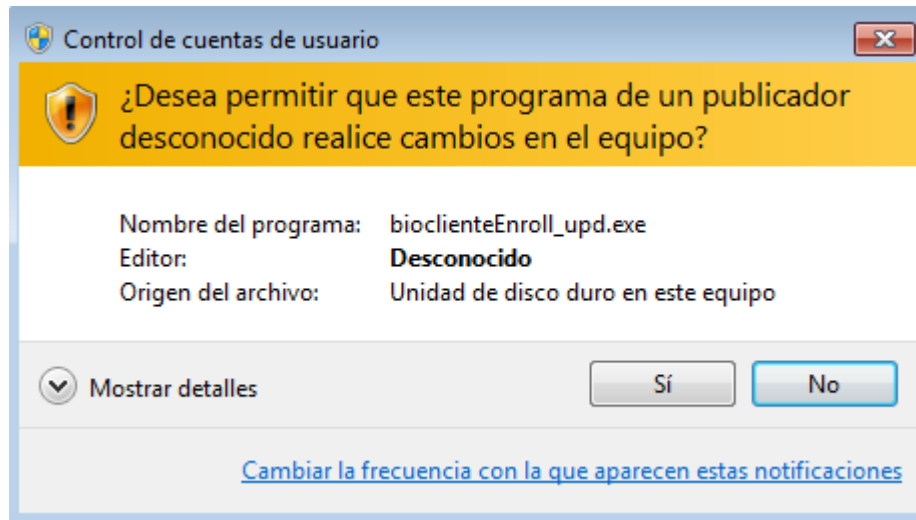 Control de cuentas de usuario
¿Desea permitir que este programa de un publicador
desconocido realice cambios en el equipo?
Nombre del programa: bioclienteEnroll_upd.exe
Editor: Desconocido
Origen del archivo: Unidad de disco duro en este equipo
Mostrar detalles
Sí
No
Cambiar la frecuencia con la que aparecen estas notificaciones